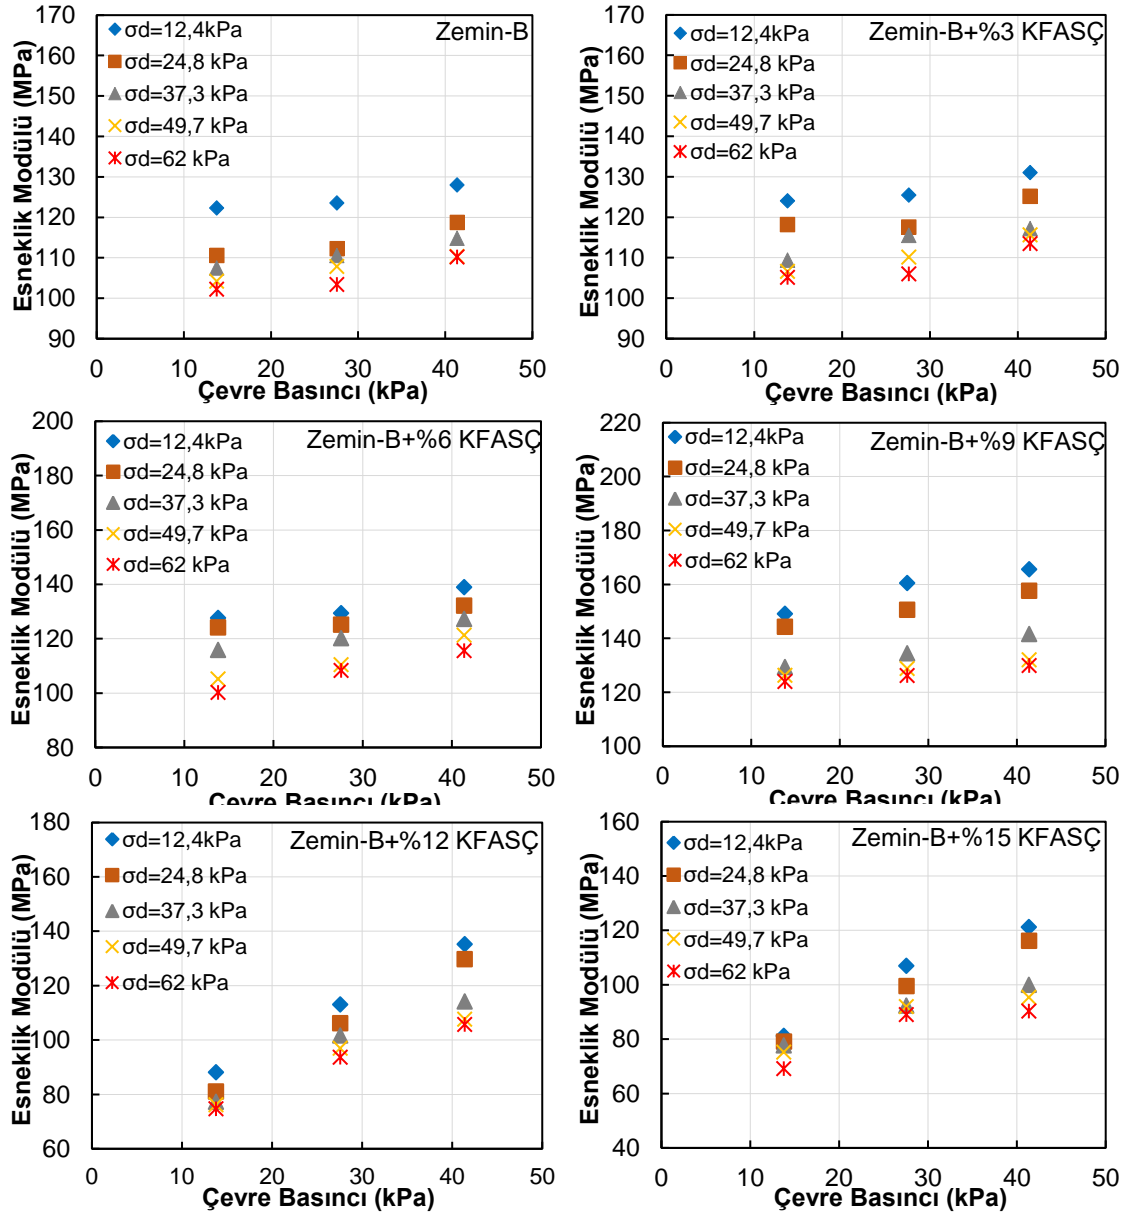 Zemin-B
Esneklik Modülü (MPa)
170
160
150
140
130
120
110
100
90
σd=12,4kPa
σd=24,8 kPa
σd=37,3 kPa
σd=49,7 kPa
σd=62 kPa
0 10 20 30 40 50
Çevre Basıncı (kPa)
Zemin-B+%3 KFASÇ
Esneklik Modülü (MPa)
170
160
150
140
130
120
110
100
90
σd=12,4kPa
σd=24,8 kPa
σd=37,3 kPa
σd=49,7 kPa
σd=62 kPa
0 10 20 30 40 50
Çevre Basıncı (kPa)
Zemin-B+%6 KFASÇ
Esneklik Modülü (MPa)
200
180
160
140
120
100
80
σd=12,4kPa
σd=24,8 kPa
σd=37,3 kPa
σd=49,7 kPa
σd=62 kPa
0 10 20 30 40 50
Çevre Basıncı (kPa)
Zemin-B+%9 KFASÇ
Esneklik Modülü (MPa)
220
200
180
160
140
120
100
σd=12,4kPa
σd=24,8 kPa
σd=37,3 kPa
σd=49,7 kPa
σd=62 kPa
0 10 20 30 40 50
Çevre Basıncı (kPa)
Zemin-B+%12 KFASÇ
Esneklik Modülü (MPa)
180
160
140
120
100
80
60
σd=12,4kPa
σd=24,8 kPa
σd=37,3 kPa
σd=49,7 kPa
σd=62 kPa
0 10 20 30 40 50
Çevre Basıncı (kPa)
Zemin-B+%15 KFASÇ
Esneklik Modülü (MPa)
160
140
120
100
80
60
40
σd=12,4kPa
σd=24,8 kPa
σd=37,3 kPa
σd=49,7 kPa
σd=62 kPa
0 10 20 30 40 50
Çevre Basıncı (kPa)